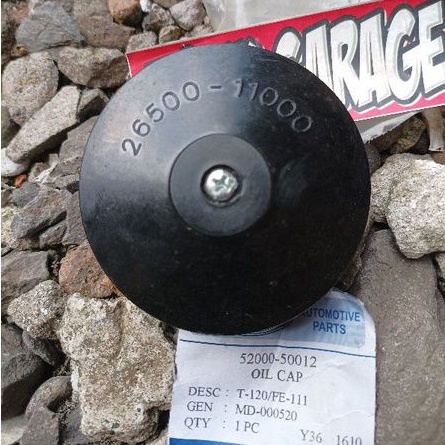 GARAGE
26500-11000
AUTOMOTIVE
PARTS
52000-50012
OIL CAP
DESC : T-120/FE-111
GEN : MD-000520
QTY : 1 PC Y36 1610